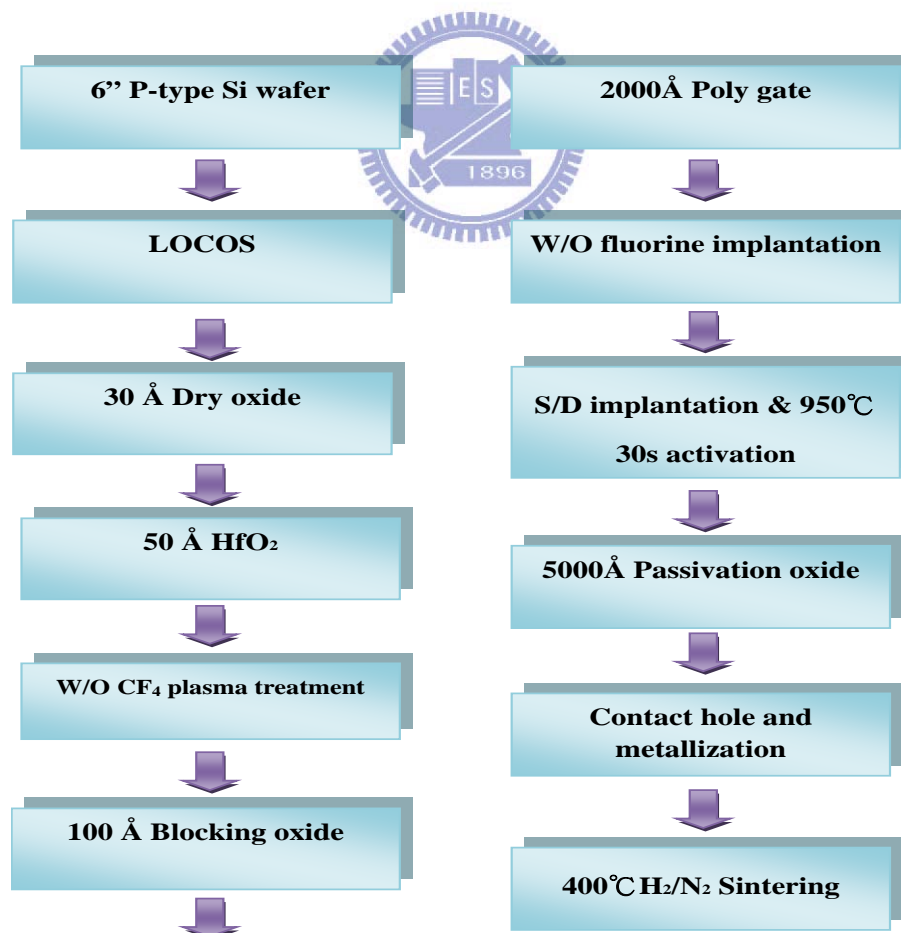 6’’ P-type Si wafer
LOCOS
30 Å Dry oxide
50 Å HfO₂
W/O CF₄ plasma treatment
100 Å Blocking oxide
2000Å Poly gate
W/O fluorine implantation
S/D implantation & 950℃
30s activation
5000Å Passivation oxide
Contact hole and
metallization
400℃ H₂/N₂ Sintering
ES
1896